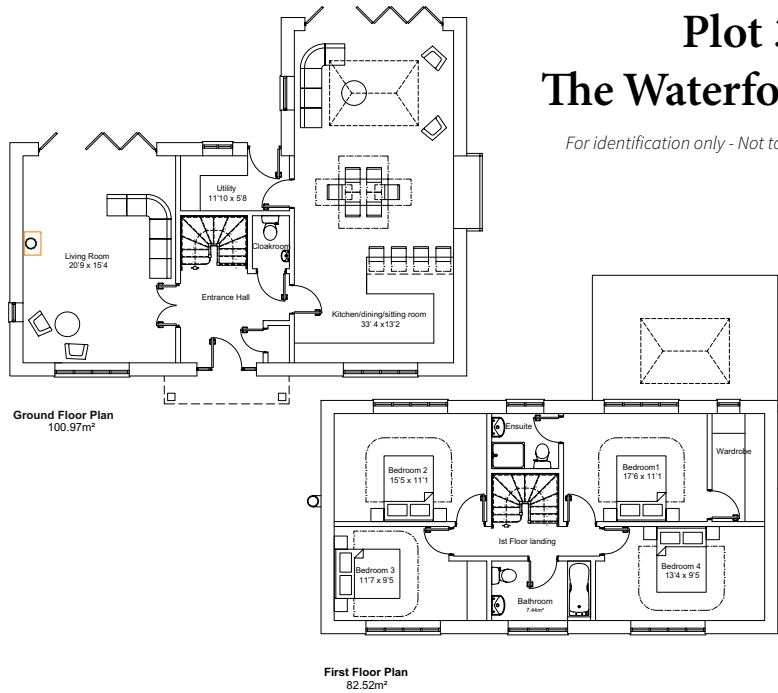 Plot
The Waterfo
For identification only - Not to
Utility
11'10 x 5'8
Cloakroom
Living Room
20'9 x 15'4
Entrance Hall
Kitchen/dining/sitting room
33' 4 x13'2
Ground Floor Plan
100.97m²
Ensuite
Wardrobe
Bedroom 2
15'5 x 11'1
Bedroom1
17'6 x 11'1
Ist Floor landing
Bedroom 3
11'7 x 9'5
Bedroom 4
13'4 x 9'5
Bathroom
7.44m²
First Floor Plan
82.52m²